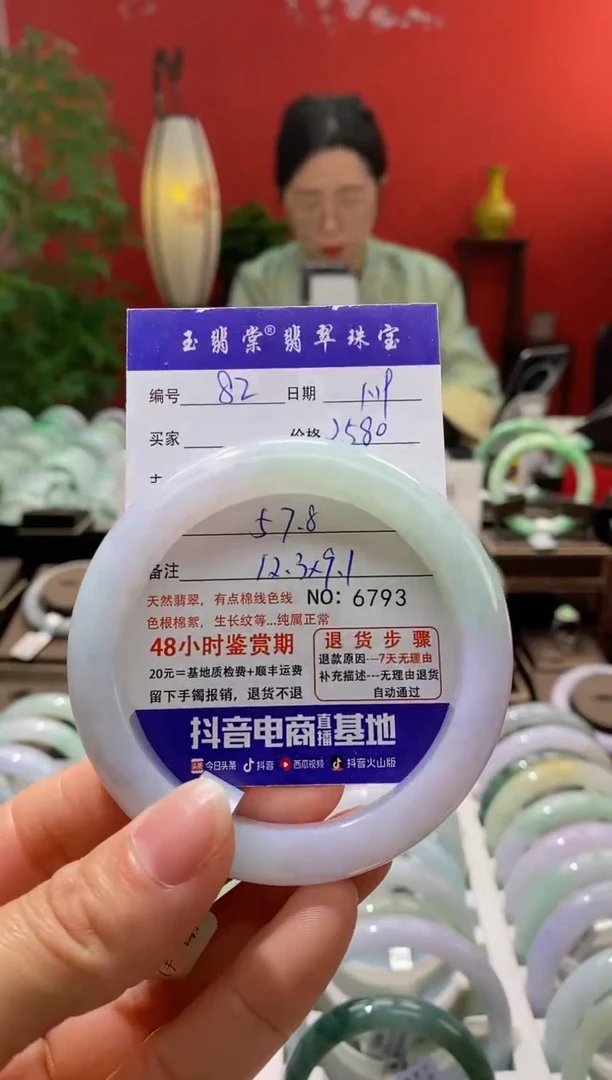 玉翡棠®翡翠珠宝
编号 82 日期
买家 价格 2580
57.8
备注 12.3x9.1
天然翡翠，有点棉线色线 NO: 6793
色根棉絮，生长纹等...纯属正常
48小时鉴赏期
20元=基地质检费+顺丰运费
留下手镯报销，退货不退
退货步骤
退款原因---7天无理由
补充描述---无理由退货
自动通过
抖音电商直播基地
头条 今日头条 抖音 西瓜视频 抖音火山版